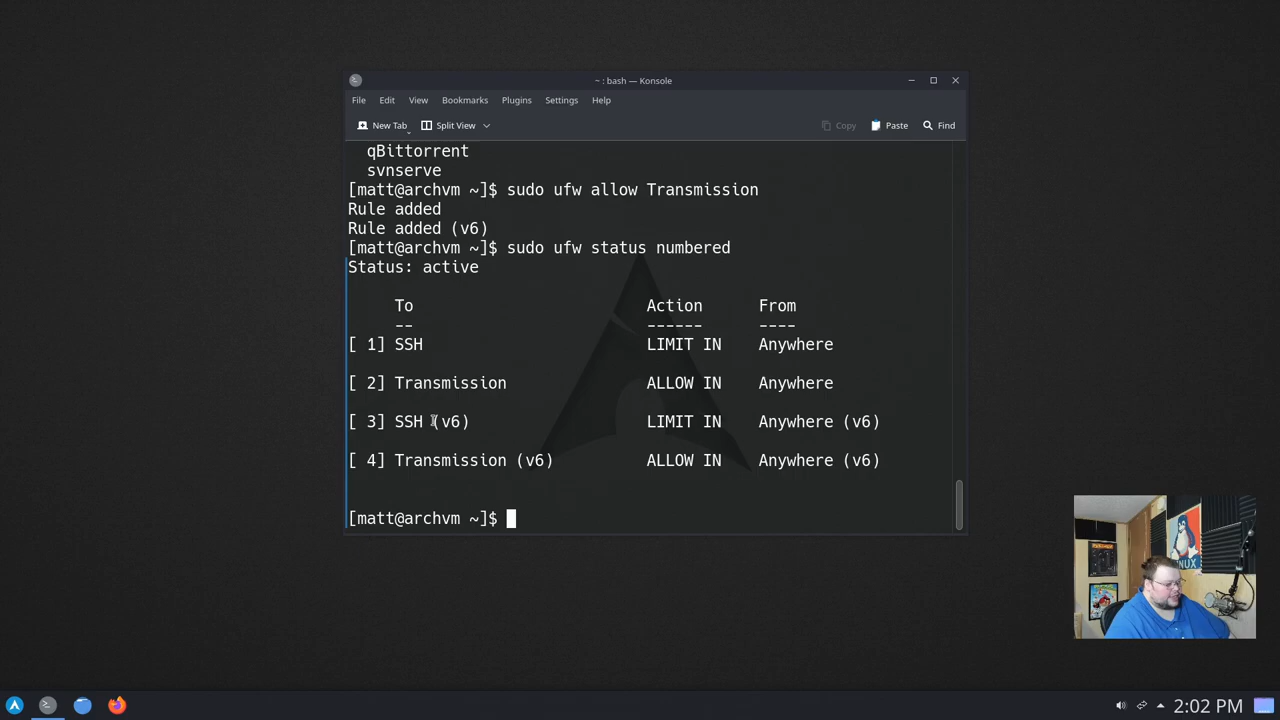 ~ : bash — Konsole
File Edit View Bookmarks Plugins Settings Help
New Tab Split View Copy Paste Find
qBittorrent
svnserve
[matt@archvm ~]$ sudo ufw allow Transmission
Rule added
Rule added (v6)
[matt@archvm ~]$ sudo ufw status numbered
Status: active
To Action From
-- ------ ----
[ 1] SSH LIMIT IN Anywhere
[ 2] Transmission ALLOW IN Anywhere
[ 3] SSH (v6) LIMIT IN Anywhere (v6)
[ 4] Transmission (v6) ALLOW IN Anywhere (v6)
[matt@archvm ~]$
2:02 PM